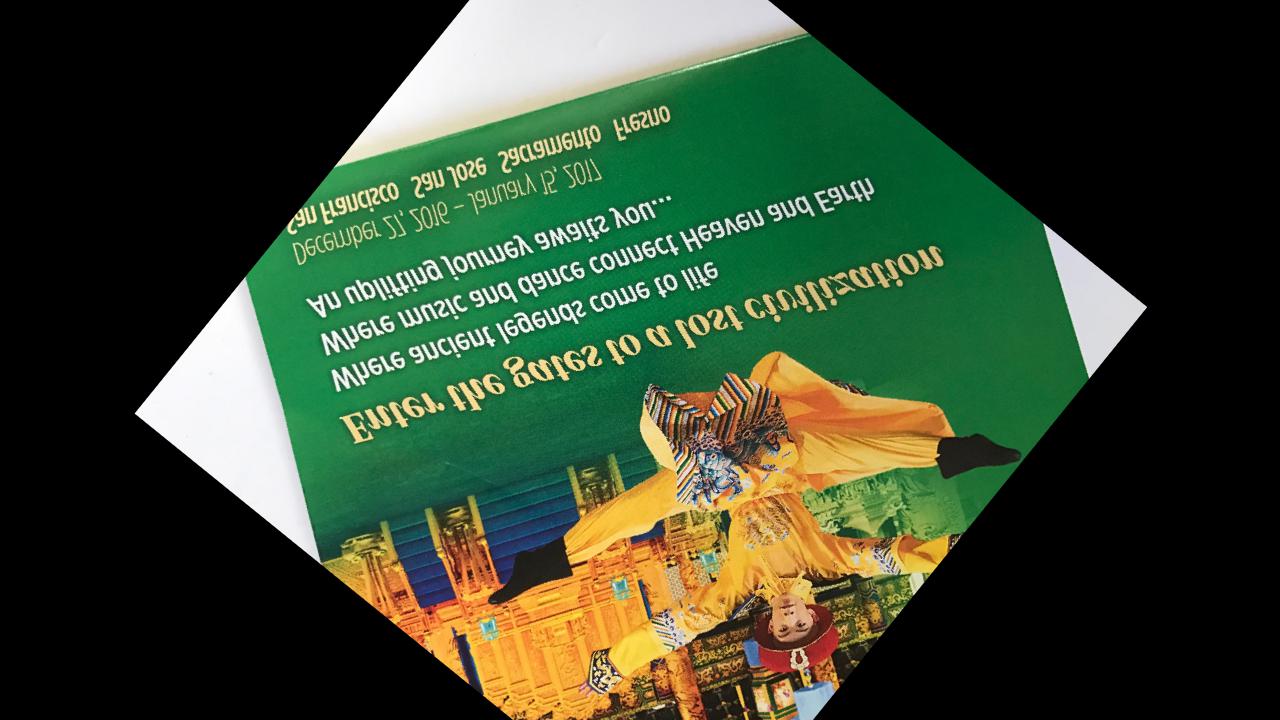 Enter the gates to a lost civilization
Where ancient legends come to life
Where music and dance connect Heaven and Earth
An uplifting journey awaits you...
December 27, 2016 – January 15, 2017
San Francisco San Jose Sacramento Fresno